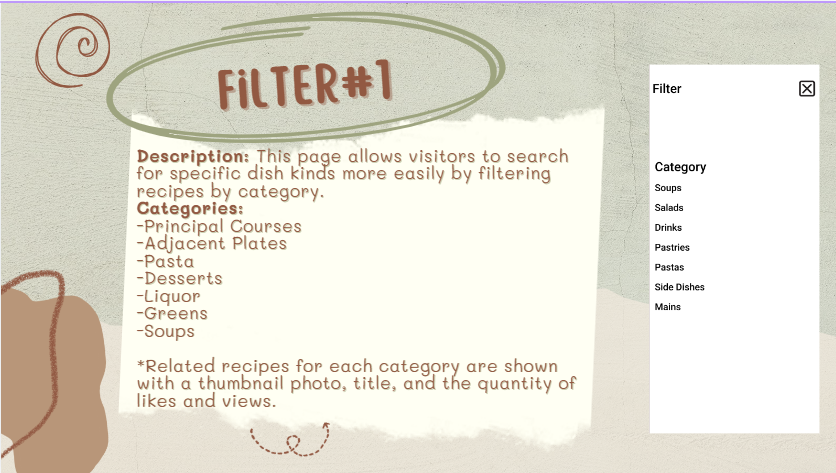 FiLTER#1
Description: This page allows visitors to search
for specific dish kinds more easily by filtering
recipes by category.
Categories:
-Principal Courses
-Adjacent Plates
-Pasta
-Desserts
-Liquor
-Greens
-Soups
*Related recipes for each category are shown
with a thumbnail photo, title, and the quantity of
likes and views.
Filter
Category
Soups
Salads
Drinks
Pastries
Pastas
Side Dishes
Mains